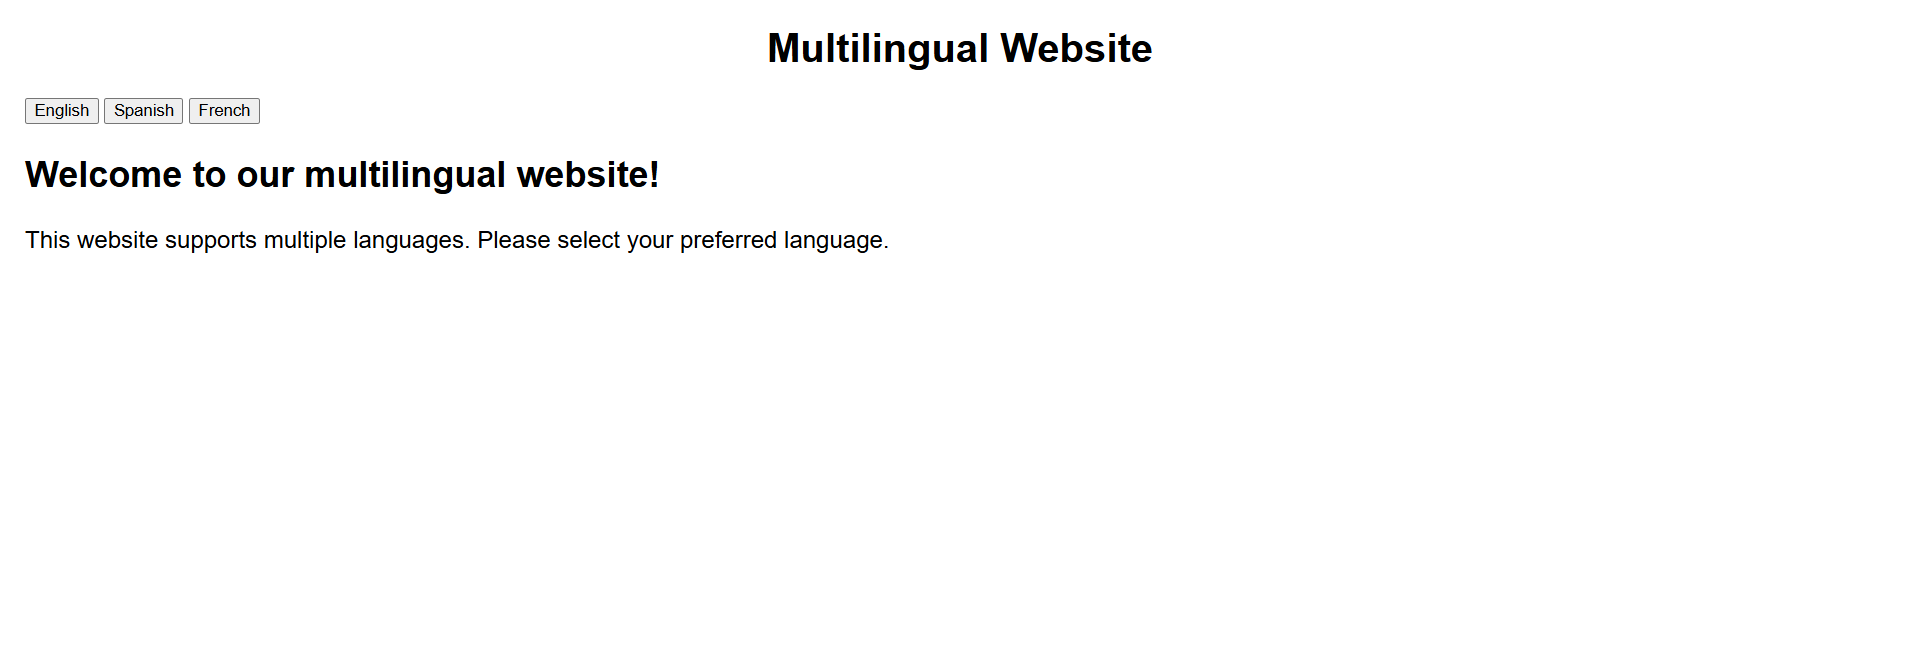 Multilingual Website
English Spanish French
Welcome to our multilingual website!
This website supports multiple languages. Please select your preferred language.